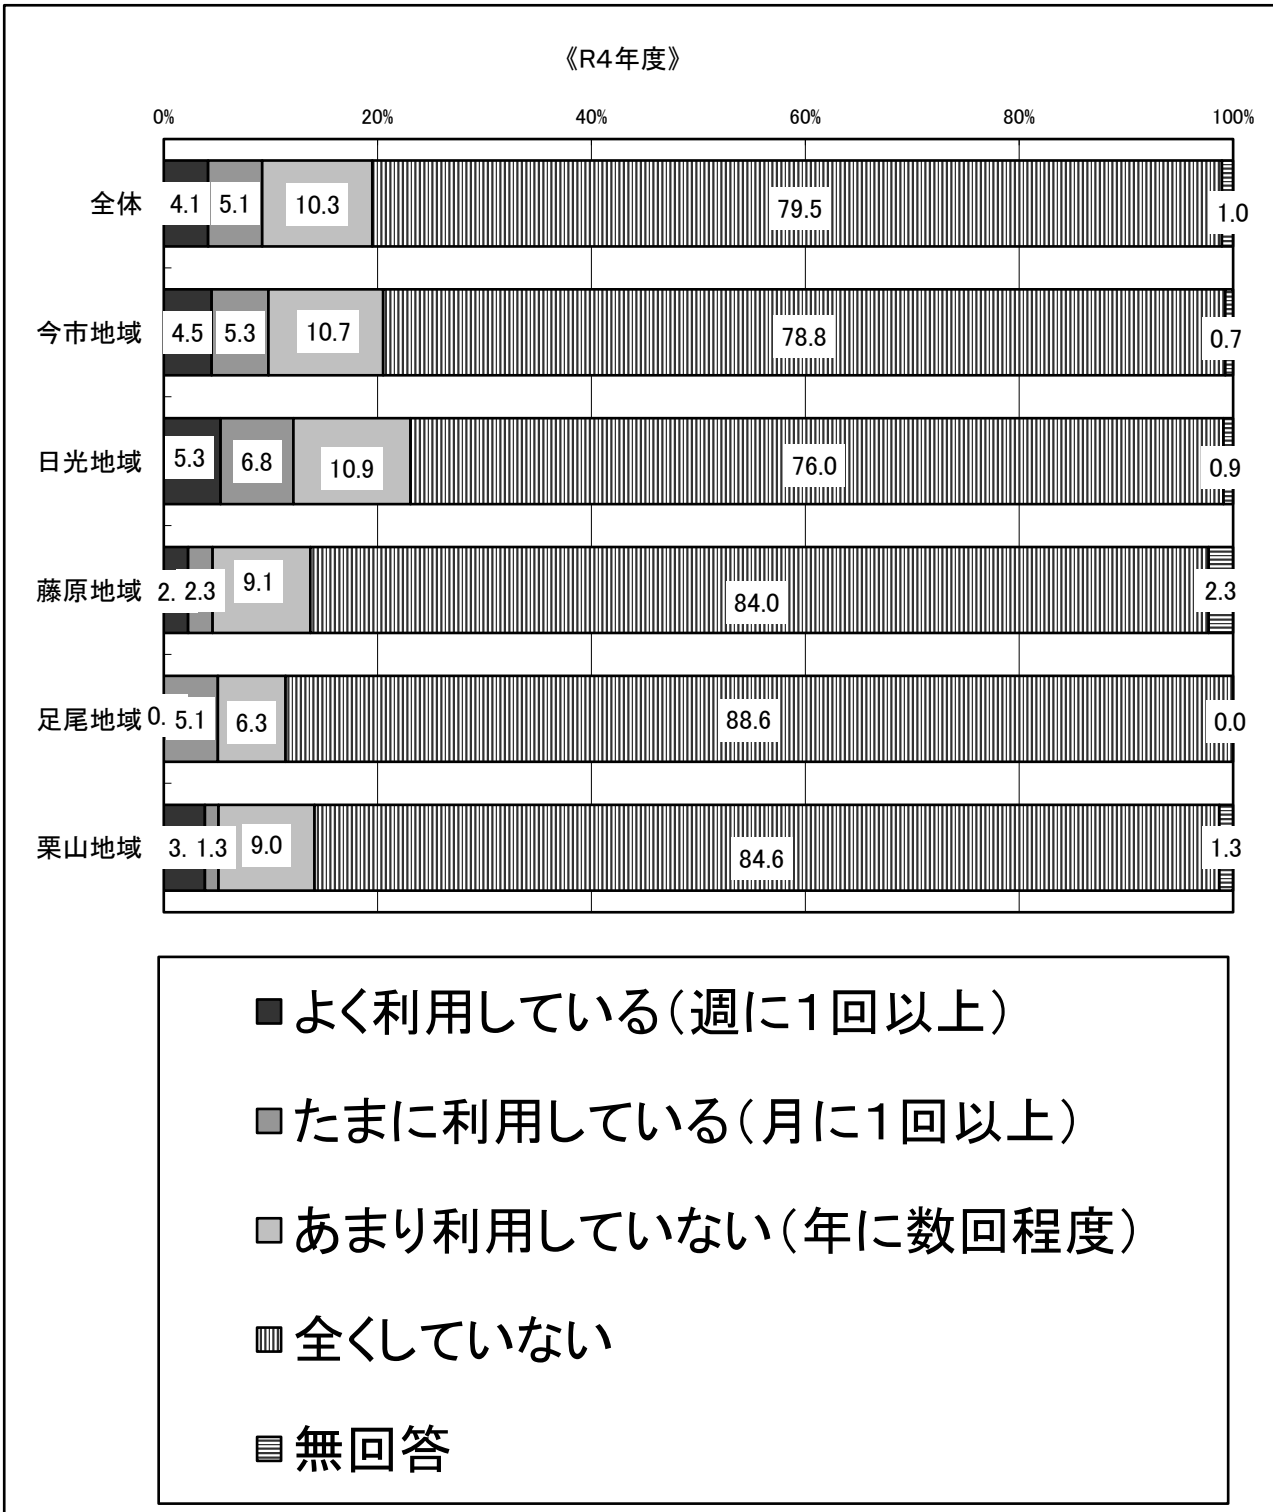 《R4年度》
0% 20% 40% 60% 80% 100%
全体 4.1 5.1 10.3 79.5 1.0
今市地域 4.5 5.3 10.7 78.8 0.7
日光地域 5.3 6.8 10.9 76.0 0.9
藤原地域 2. 2.3 9.1 84.0 2.3
足尾地域 0. 5.1 6.3 88.6 0.0
栗山地域 3. 1.3 9.0 84.6 1.3
よく利用している(週に1回以上)
たまに利用している(月に1回以上)
あまり利用していない(年に数回程度)
全くしていない
無回答